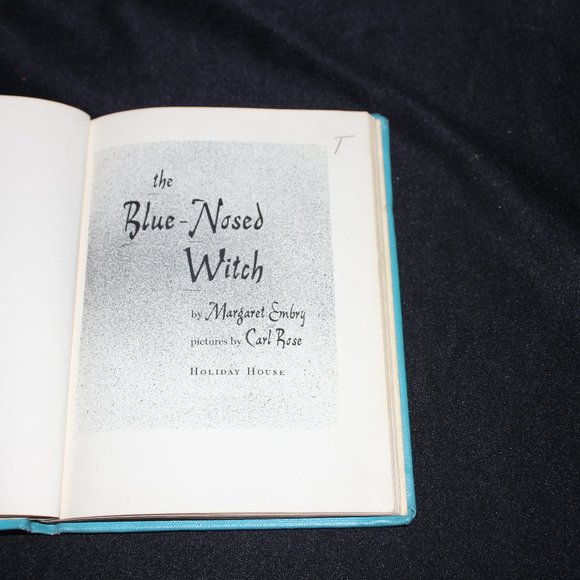 T
the
Blue-Nosed
Witch
by Margaret Embry
pictures by Carl Rose
HOLIDAY HOUSE